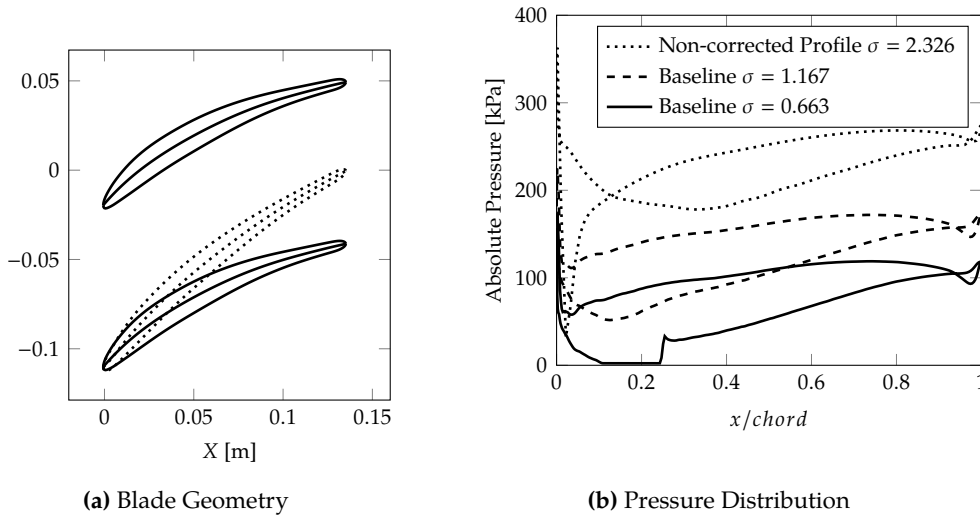 0.05
0
−0.05
−0.1
0
0.05
0.1
0.15
X [m]
(a) Blade Geometry
400
300
200
100
0
Absolute Pressure [kPa]
Non-corrected Profile σ = 2.326
Baseline σ = 1.167
Baseline σ = 0.663
0
0.2
0.4
0.6
0.8
1
x/chord
(b) Pressure Distribution